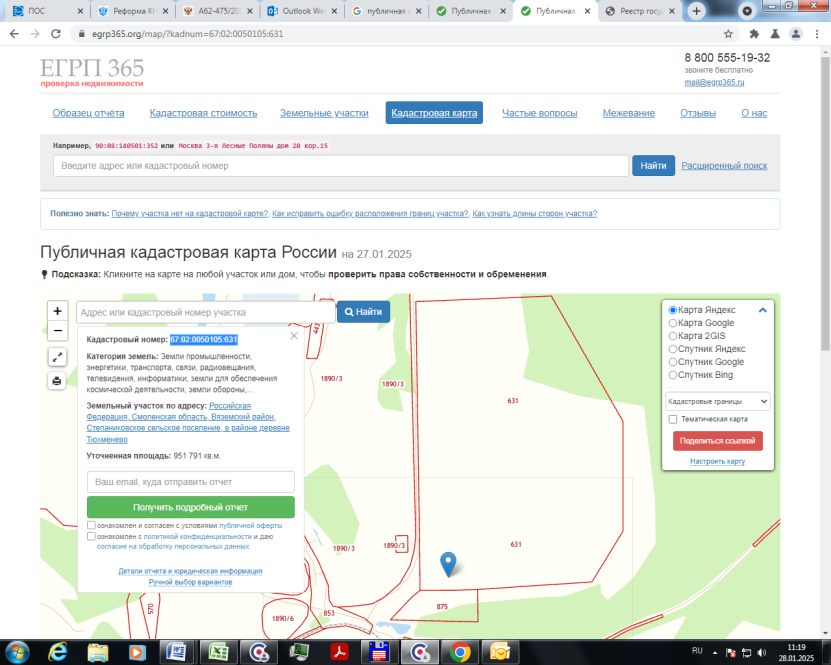 ПОС
Реформа КН
А62-475/20
Outlook We
публичная
Публичная
Публичная
Реестр госу
egrp365.org/map/?kadnum=67:02:0050105:631
ЕГРП 365
проверка недвижимости
8 800 555-19-32
звоните бесплатно
mail@egrp365.ru
Образец отчёта Кадастровая стоимость Земельные участки Кадастровая карта Частые вопросы Межевание Отзывы О нас
Например, 90:08:140501:352 или Москва 3-я Лесные Поляны дом 20 кор.15
Введите адрес или кадастровый номер
Найти
Расширенный поиск
Полезно знать: Почему участка нет на кадастровой карте?, Как исправить ошибку расположения границ участка?, Как узнать длины сторон участка?
Публичная кадастровая карта России на 27.01.2025
Подсказка: Кликните на карте на любой участок или дом, чтобы проверить права собственности и обременения.
+
−
Адрес или кадастровый номер участка
Найти
Кадастровый номер: 67:02:0050105:631
Категория земель: Земли промышленности,
энергетики, транспорта, связи, радиовещания,
телевидения, информатики, земли для обеспечения
космической деятельности, земли обороны,...
Земельный участок по адресу: Российская
Федерация, Смоленская область, Вяземский район,
Степаниковское сельское поселение, в районе деревне
Тюхменево
Уточненная площадь: 951 791 кв.м.
Ваш email, куда отправить отчет
Получить подробный отчет
ознакомлен и согласен с условиями публичной оферты
ознакомлен с политикой конфиденциальности и даю
согласие на обработку персональных данных
Детали отчета и юридическая информация
Ручной выбор вариантов
443
1890/3
1890/3
631
1890/3
1890/3
631
875
853
1890/6
570
Карта Яндекс
Карта Google
Карта 2GIS
Спутник Яндекс
Спутник Google
Спутник Bing
Кадастровые границы
Тематическая карта
Поделиться ссылкой
Настроить карту
RU
11:19
28.01.2025